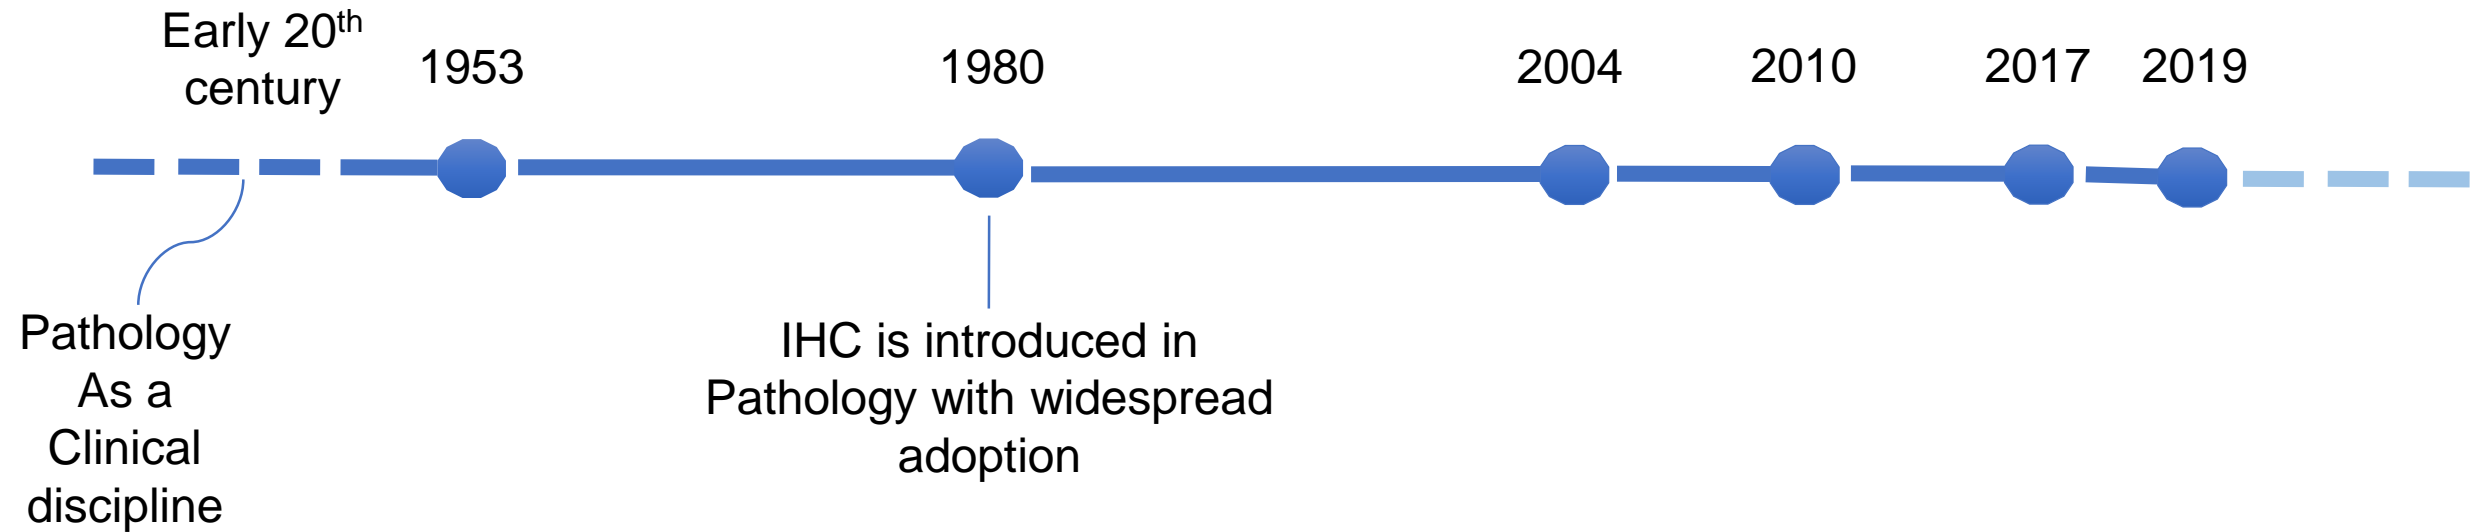 Early 20th
century
1953
1980
2004
2010
2017
2019
Pathology
As a
Clinical
discipline
IHC is introduced in
Pathology with widespread
adoption